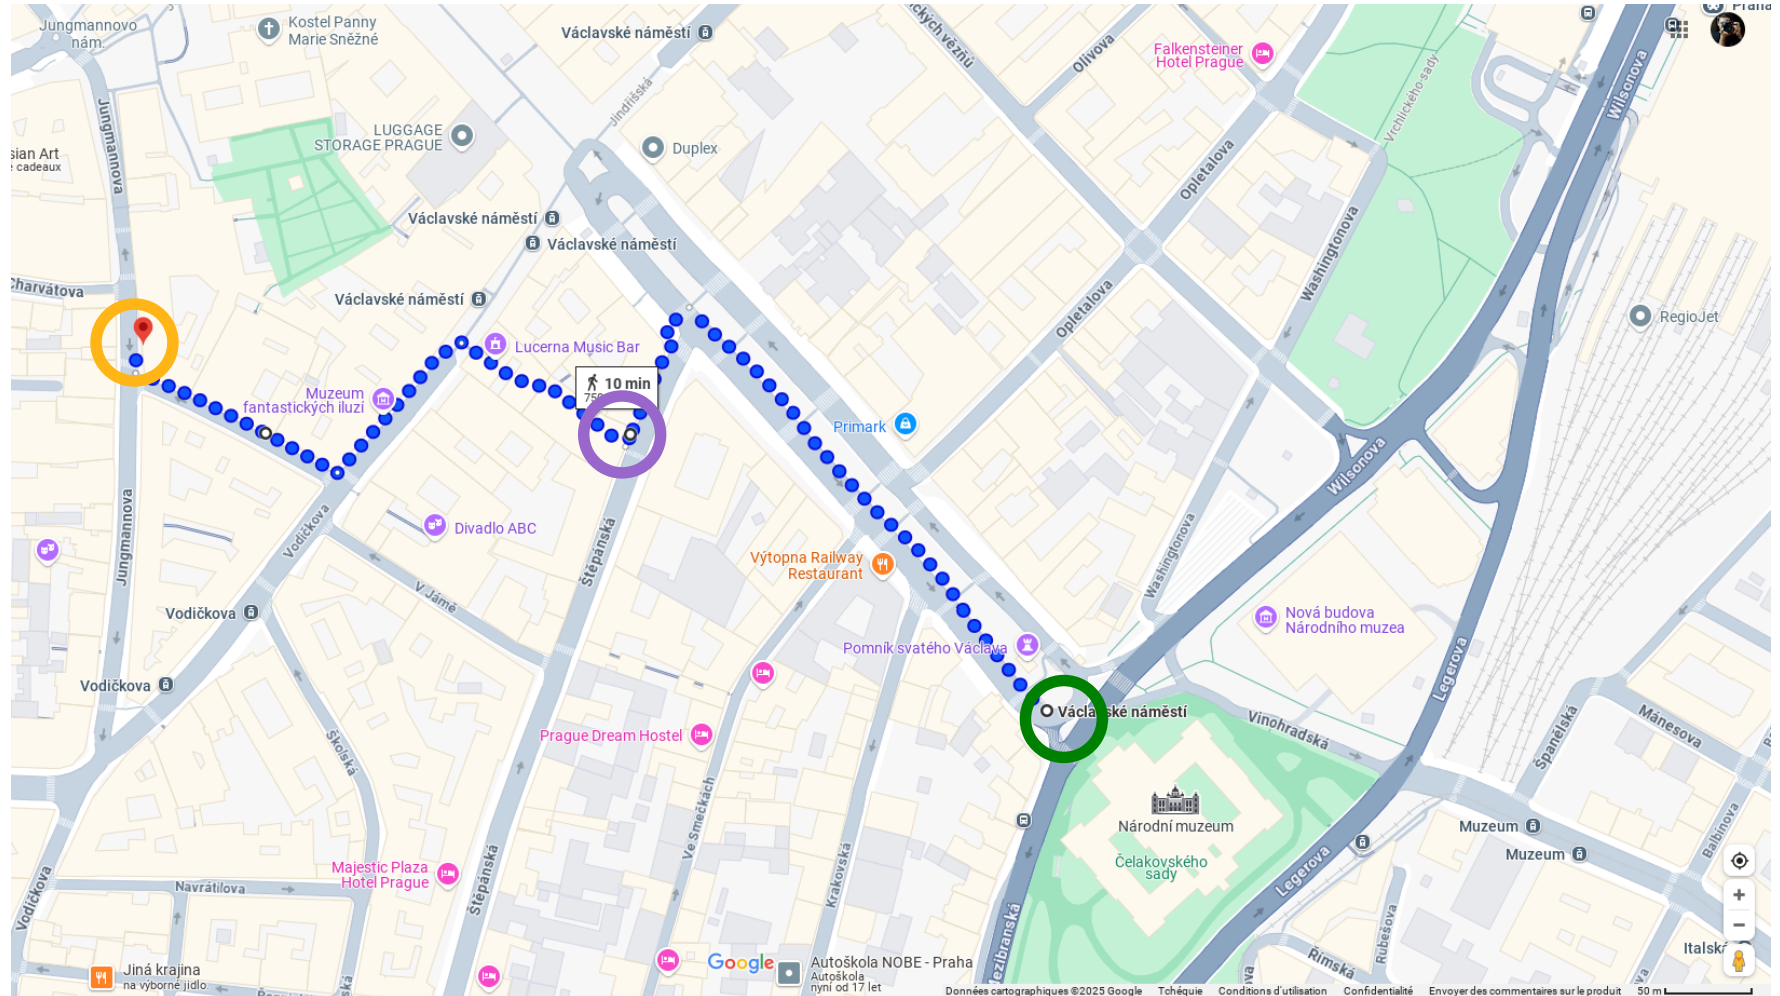 Jungmannovo
nám.
Kostel Panny
Marie Sněžné
Václavské náměstí
Olivova
Falkensteiner
Hotel Prague
Praha
Wilsonova
Vrchlického sady
Jindřišská
Jungmannova
LUGGAGE
STORAGE PRAGUE
Duplex
sian Art
e cadeaux
Opletalova
Václavské náměstí
Václavské náměstí
Washingtonova
Charvátova
Václavské náměstí
Opletalova
RegioJet
Lucerna Music Bar
10 min
Muzeum
fantastických iluzí
Primark
Wilsonova
Jungmannova
Vodičkova
Divadlo ABC
Štěpánská
Washingtonova
Výtopna Railway
Restaurant
V Jámě
Vodičkova
Nová budova
Národního muzea
Pomník svatého Václava
Legerova
Vodičkova
Václavské náměstí
Vinohradská
Španělská
Mánesova
Prague Dream Hostel
Školská
Ve Smečkách
Národní muzeum
Muzeum
Balbínova
Čelakovského
sady
Muzeum
Majestic Plaza
Hotel Prague
Legerova
Navrátilova
Štěpánská
Krakovská
Vodičkova
Rubešova
Římská
Italská
Jiná krajina
na výborné jídlo
Google
Autoškola NOBE - Praha
Autoškola
nyní od 17 let
Données cartographiques ©2025 Google Tchéquie Conditions d'utilisation Confidentialité Envoyer des commentaires sur le produit 50 m